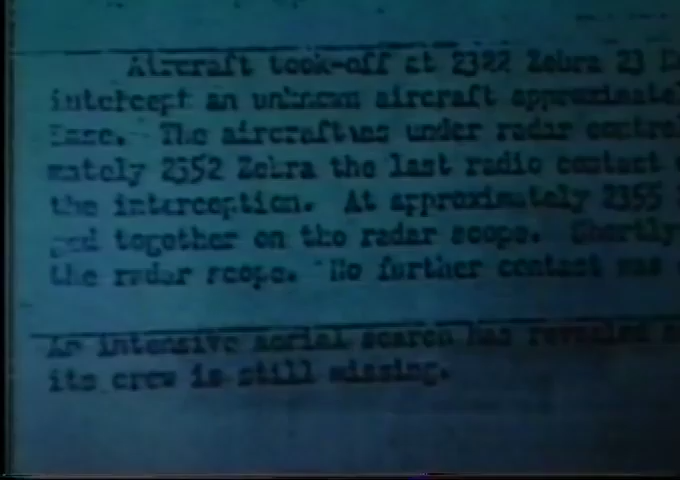 Aircraft took-off at 2322 Zebra 23
intercept an unknown aircraft approximate
Base. The aircraft was under radar contro
mately 2352 Zebra the last radio contact
the interception. At approximately 2355
ged together on the radar scope. Shortly
the radar scope. No further contact was
An intensive aerial search has revealed
its crew is still missing.